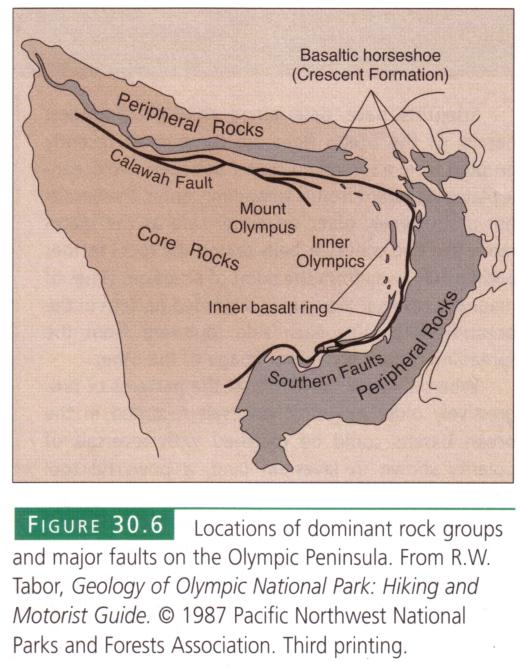 Basaltic horseshoe
(Crescent Formation)
Peripheral Rocks
Calawah Fault
Mount
Olympus
Core Rocks
Inner
Olympics
Inner basalt ring
Southern Faults
Peripheral Rocks
FIGURE 30.6 Locations of dominant rock groups
and major faults on the Olympic Peninsula. From R.W.
Tabor, Geology of Olympic National Park: Hiking and
Motorist Guide. © 1987 Pacific Northwest National
Parks and Forests Association. Third printing.